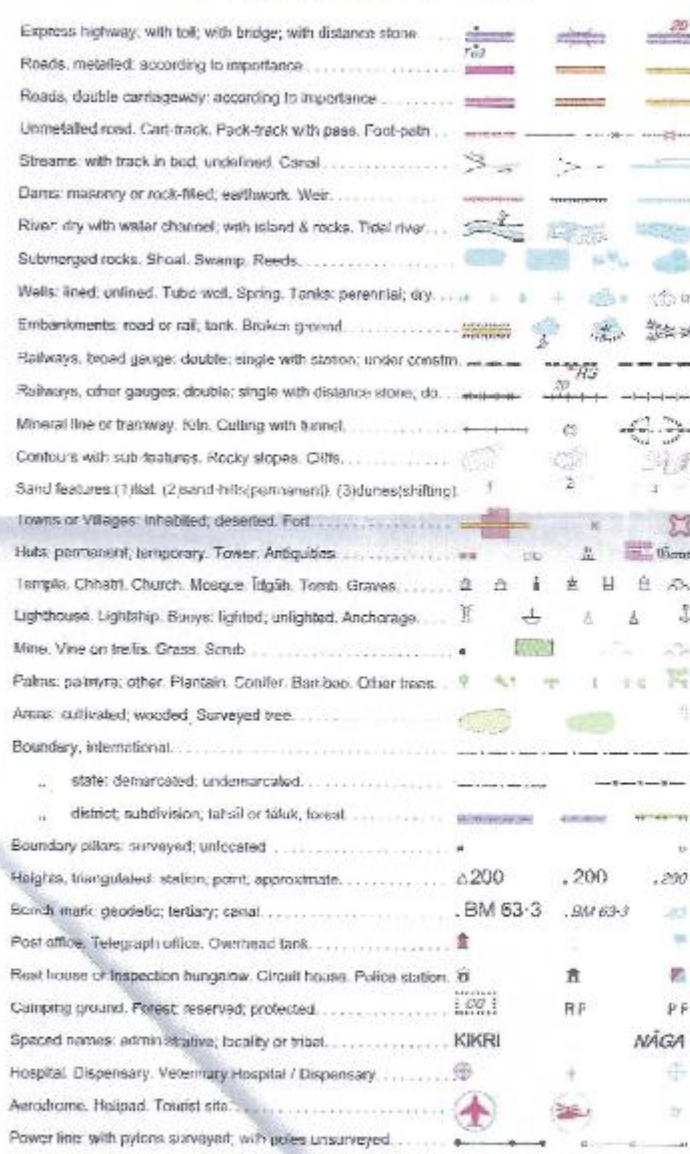 Express highway: with toll; with bridge; with distance stone 20
Roads, metalled: according to importance
Roads, double carriageway: according to importance
Unmetalled road. Cart-track. Pack-track with pass. Foot-path
Streams: with track in bed; undefined. Canal
Dams: masonry or rock-filled; earthwork. Weir
River: dry with water channel; with island & rocks. Tidal river
Submerged rocks. Shoal. Swamp. Reeds
Wells: lined; unlined. Tube-well. Spring. Tanks: perennial; dry
Embankments: road or rail; tank. Broken ground
Railways, broad gauge: double; single with station; under constrn. RS
Railways, other gauges: double; single with distance stone; do. 20
Mineral line or tramway. Kiln. Cutting with tunnel
Contours with sub-features. Rocky slopes. Cliffs
Sand features:(1)flat. (2)sand-hills(permanent). (3)dunes(shifting) 1 2 3
Towns or Villages: inhabited; deserted. Fort
Huts: permanent; temporary. Tower. Antiquities
Temple. Chhatri. Church. Mosque. Īdgāh. Tomb. Graves
Lighthouse. Lightship. Buoys: lighted; unlighted. Anchorage
Mine. Vine on trellis. Grass. Scrub
Palms: palmyra; other. Plantain. Conifer. Bamboo. Other trees
Areas: cultivated; wooded. Surveyed tree
Boundary, international
,, state: demarcated; undemarcated
,, district; subdivision; tahsil or tāluk; forest
Boundary pillars: surveyed; unlocated
Heights, triangulated: station; point; approximate 200 .200 .200
Bench mark: geodetic; tertiary; canal .BM 63·3 .BM 63·3
Post office. Telegraph office. Overhead tank
Rest house or Inspection bungalow. Circuit house. Police station
Camping ground. Forest: reserved; protected CG RF PF
Spaced names: administrative; locality or tribal KIKRI NĀGA
Hospital. Dispensary. Veterinary Hospital / Dispensary
Aerodrome. Helipad. Tourist site
Power line: with pylons surveyed; with poles unsurveyed